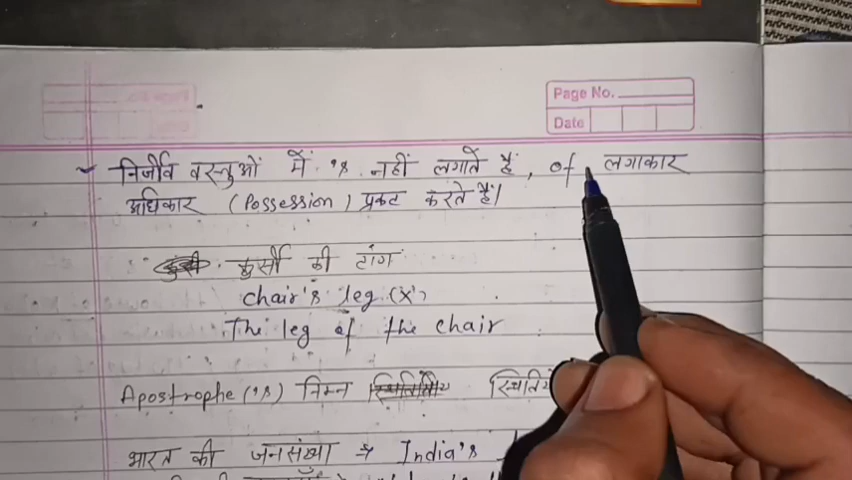 Page No.
Date
निर्जीव वस्तुओं में 's नहीं लगाते हैं, of लगाकार
अधिकार (Possession) प्रकट करते हैं।
कुर्सी की टांग
chair's leg (x)
The leg of the chair
Apostrophe ('s) निम्न
भारत की जनसंख्या → India's